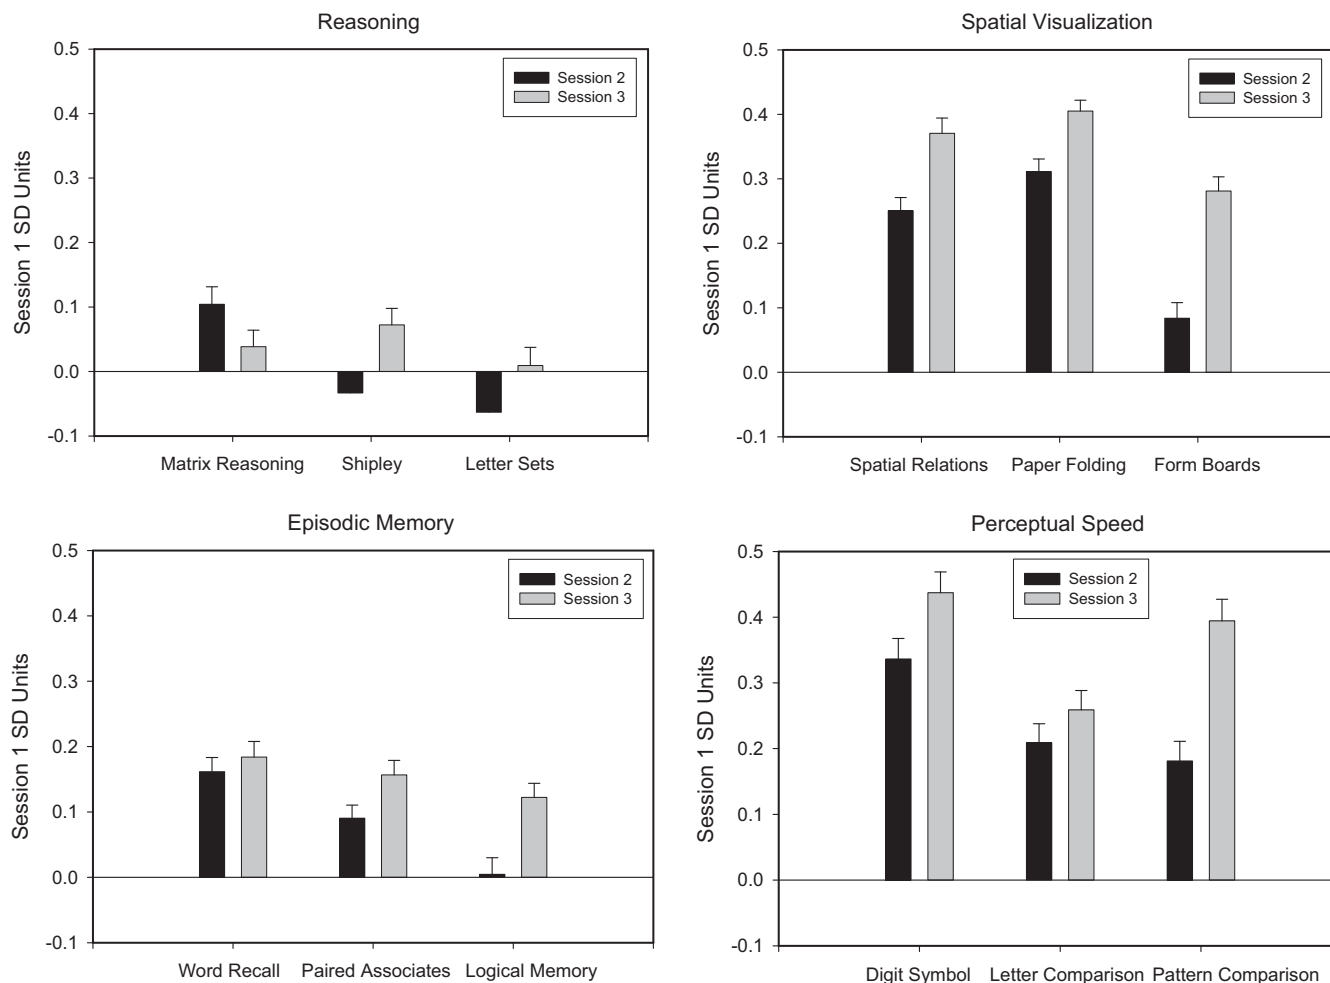 Reasoning
Session 1 SD Units
0.5
0.4
0.3
0.2
0.1
0.0
-0.1
Session 2
Session 3
Matrix Reasoning
Shipley
Letter Sets
Spatial Visualization
Session 1 SD Units
0.5
0.4
0.3
0.2
0.1
0.0
-0.1
Session 2
Session 3
Spatial Relations
Paper Folding
Form Boards
Episodic Memory
Session 1 SD Units
0.5
0.4
0.3
0.2
0.1
0.0
-0.1
Session 2
Session 3
Word Recall
Paired Associates
Logical Memory
Perceptual Speed
Session 1 SD Units
0.5
0.4
0.3
0.2
0.1
0.0
-0.1
Session 2
Session 3
Digit Symbol
Letter Comparison
Pattern Comparison